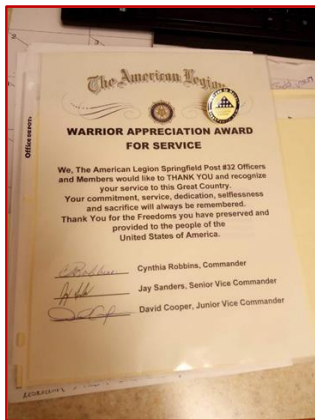 The American Legion
WARRIOR APPRECIATION AWARD
FOR SERVICE
We, The American Legion Springfield Post #32 Officers
and Members would like to THANK YOU and recognize
your service to this Great Country.
Your commitment, service, dedication, selflessness
and sacrifice will always be remembered.
Thank You for the Freedoms you have preserved and
provided to the people of the
United States of America.
Cynthia Robbins, Commander
Jay Sanders, Senior Vice Commander
David Cooper, Junior Vice Commander